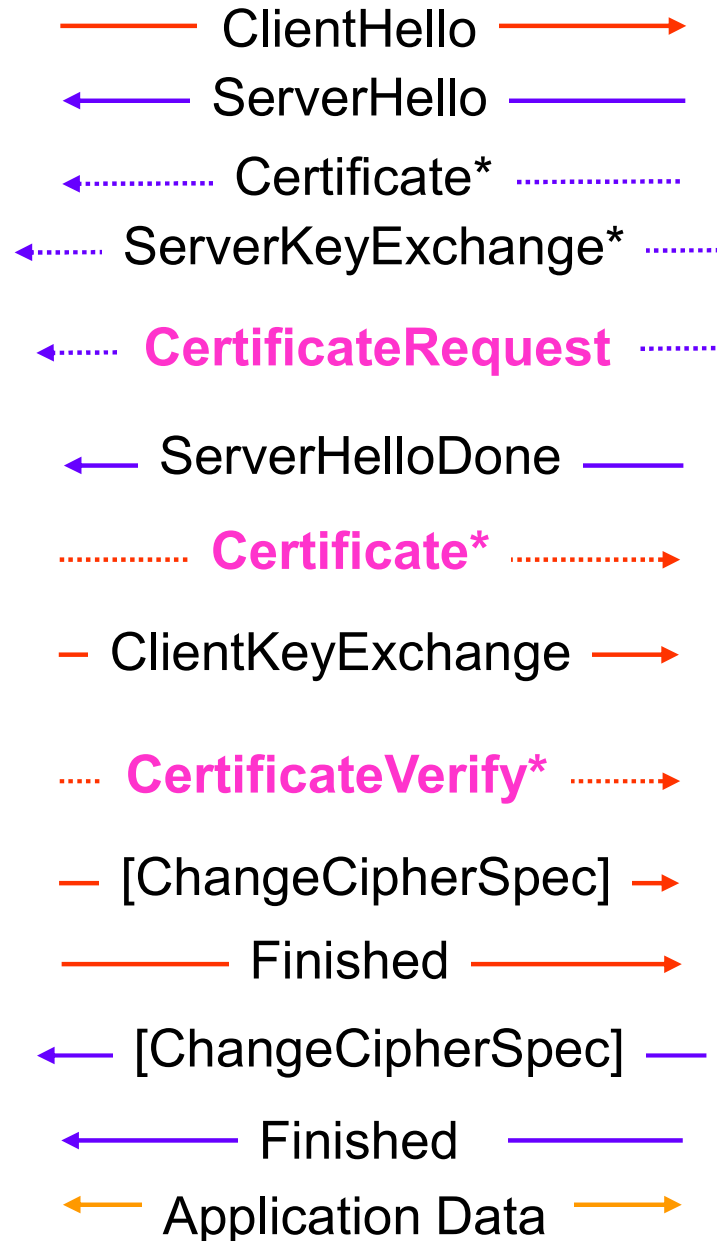 ClientHello
ServerHello
Certificate*
ServerKeyExchange*
CertificateRequest
ServerHelloDone
Certificate*
ClientKeyExchange
CertificateVerify*
[ChangeCipherSpec]
Finished
[ChangeCipherSpec]
Finished
Application Data